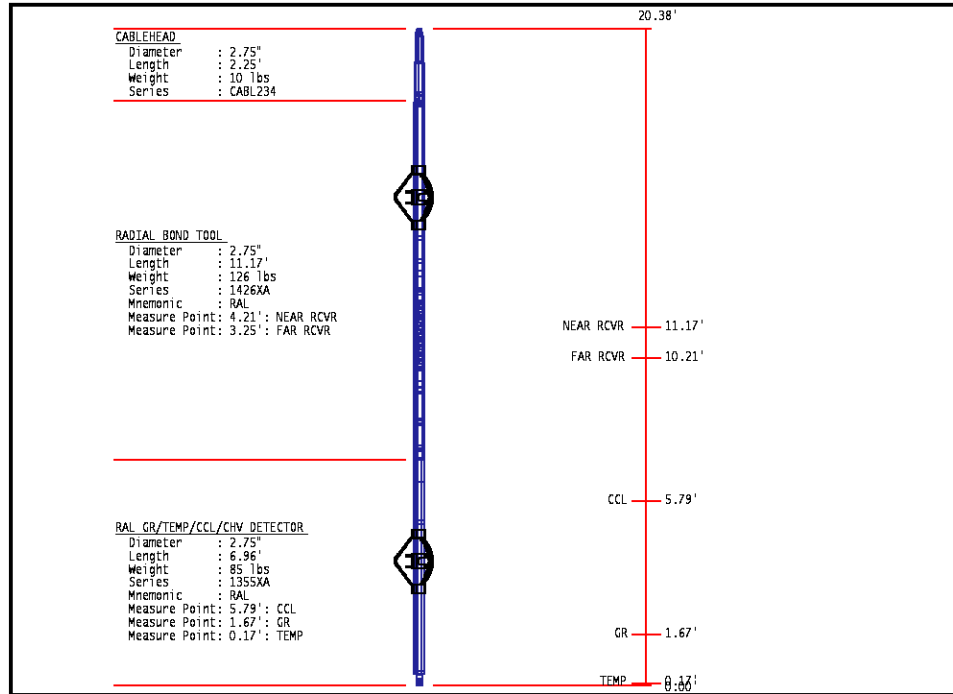 20.38'
CABLEHEAD
Diameter : 2.75"
Length : 2.25'
Weight : 10 lbs
Series : CABL234
RADIAL BOND TOOL
Diameter : 2.75"
Length : 11.17'
Weight : 126 lbs
Series : 1426XA
Mnemonic : RAL
Measure Point: 4.21': NEAR RCVR
Measure Point: 3.25': FAR RCVR
NEAR RCVR 11.17'
FAR RCVR 10.21'
CCL 5.79'
RAL GR/TEMP/CCL/CHV DETECTOR
Diameter : 2.75"
Length : 6.96'
Weight : 85 lbs
Series : 1355XA
Mnemonic : RAL
Measure Point: 5.79': CCL
Measure Point: 1.67': GR
Measure Point: 0.17': TEMP
GR 1.67'
TEMP 0.17'
0.00'